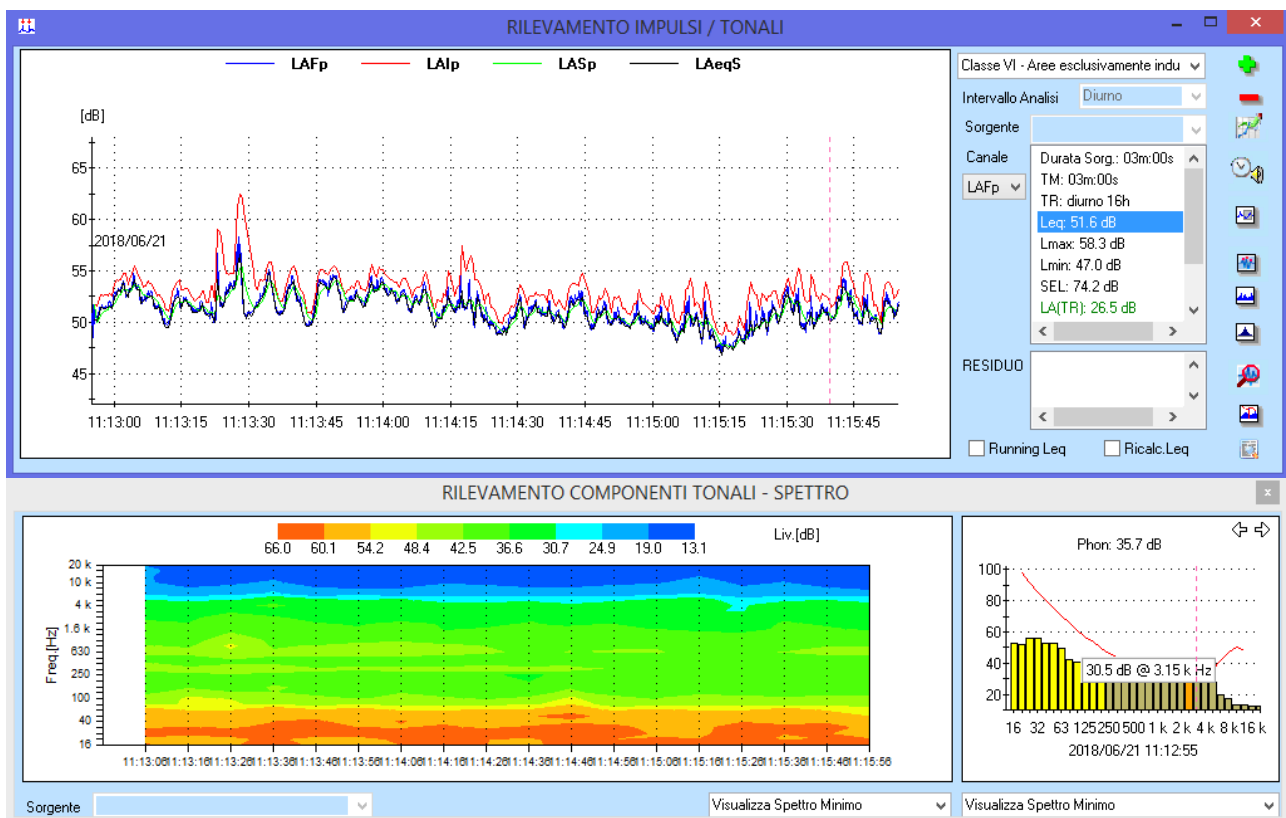 RILEVAMENTO IMPULSI / TONALI
LAFp LAIp LASp LAeqS
[dB]
65
60
2018/06/21
55
50
45
11:13:00 11:13:15 11:13:30 11:13:45 11:14:00 11:14:15 11:14:30 11:14:45 11:15:00 11:15:15 11:15:30 11:15:45
Classe VI - Aree esclusivamente indu
Intervallo Analisi Diurno
Sorgente
Canale
LAFp
Durata Sorg.: 03m:00s
TM: 03m:00s
TR: diurno 16h
Leq: 51.6 dB
Lmax: 58.3 dB
Lmin: 47.0 dB
SEL: 74.2 dB
LA(TR): 26.5 dB
RESIDUO
Running Leq Ricalc.Leq
RILEVAMENTO COMPONENTI TONALI - SPETTRO
66.0 60.1 54.2 48.4 42.5 36.6 30.7 24.9 19.0 13.1
Liv.[dB]
Freq.[Hz]
20 k
10 k
4 k
1.6 k
630
250
100
40
16
11:13:06 11:13:16 11:13:26 11:13:36 11:13:46 11:13:56 11:14:06 11:14:16 11:14:26 11:14:36 11:14:46 11:14:56 11:15:06 11:15:16 11:15:26 11:15:36 11:15:46 11:15:56
Phon: 35.7 dB
100
80
60
40
20
30.5 dB @ 3.15 k Hz
16 32 63 125 250 500 1 k 2 k 4 k 8 k 16 k
2018/06/21 11:12:55
Sorgente
Visualizza Spettro Minimo
Visualizza Spettro Minimo